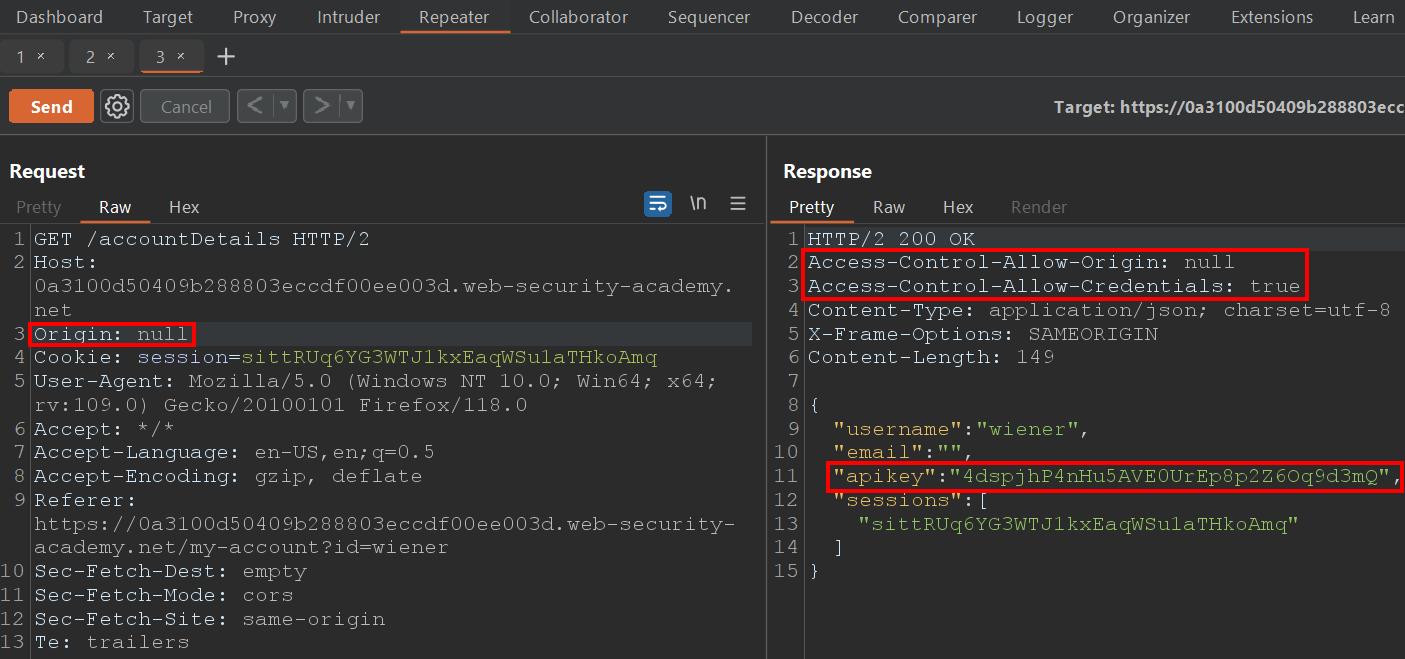 Dashboard Target Proxy Intruder Repeater Collaborator Sequencer Decoder Comparer Logger Organizer Extensions Learn
1 × 2 × 3 × +
Send Cancel < ▼ > ▼ Target: https://0a3100d50409b288803ecc
Request
Pretty Raw Hex \n
1 GET /accountDetails HTTP/2
2 Host:
0a3100d50409b288803eccdf00ee003d.web-security-academy.
net
3 Origin: null
4 Cookie: session=sittRUq6YG3WTJ1kxEaqWSu1aTHkoAmq
5 User-Agent: Mozilla/5.0 (Windows NT 10.0; Win64; x64;
rv:109.0) Gecko/20100101 Firefox/118.0
6 Accept: */*
7 Accept-Language: en-US,en;q=0.5
8 Accept-Encoding: gzip, deflate
9 Referer:
https://0a3100d50409b288803eccdf00ee003d.web-security-
academy.net/my-account?id=wiener
10 Sec-Fetch-Dest: empty
11 Sec-Fetch-Mode: cors
12 Sec-Fetch-Site: same-origin
13 Te: trailers
Response
Pretty Raw Hex Render
1 HTTP/2 200 OK
2 Access-Control-Allow-Origin: null
3 Access-Control-Allow-Credentials: true
4 Content-Type: application/json; charset=utf-8
5 X-Frame-Options: SAMEORIGIN
6 Content-Length: 149
7
8 {
9 "username":"wiener",
10 "email":"",
11 "apikey":"4dspjhP4nHu5AVE0UrEp8p2Z6Oq9d3mQ",
12 "sessions":[
13 "sittRUq6YG3WTJ1kxEaqWSu1aTHkoAmq"
14 ]
15 }